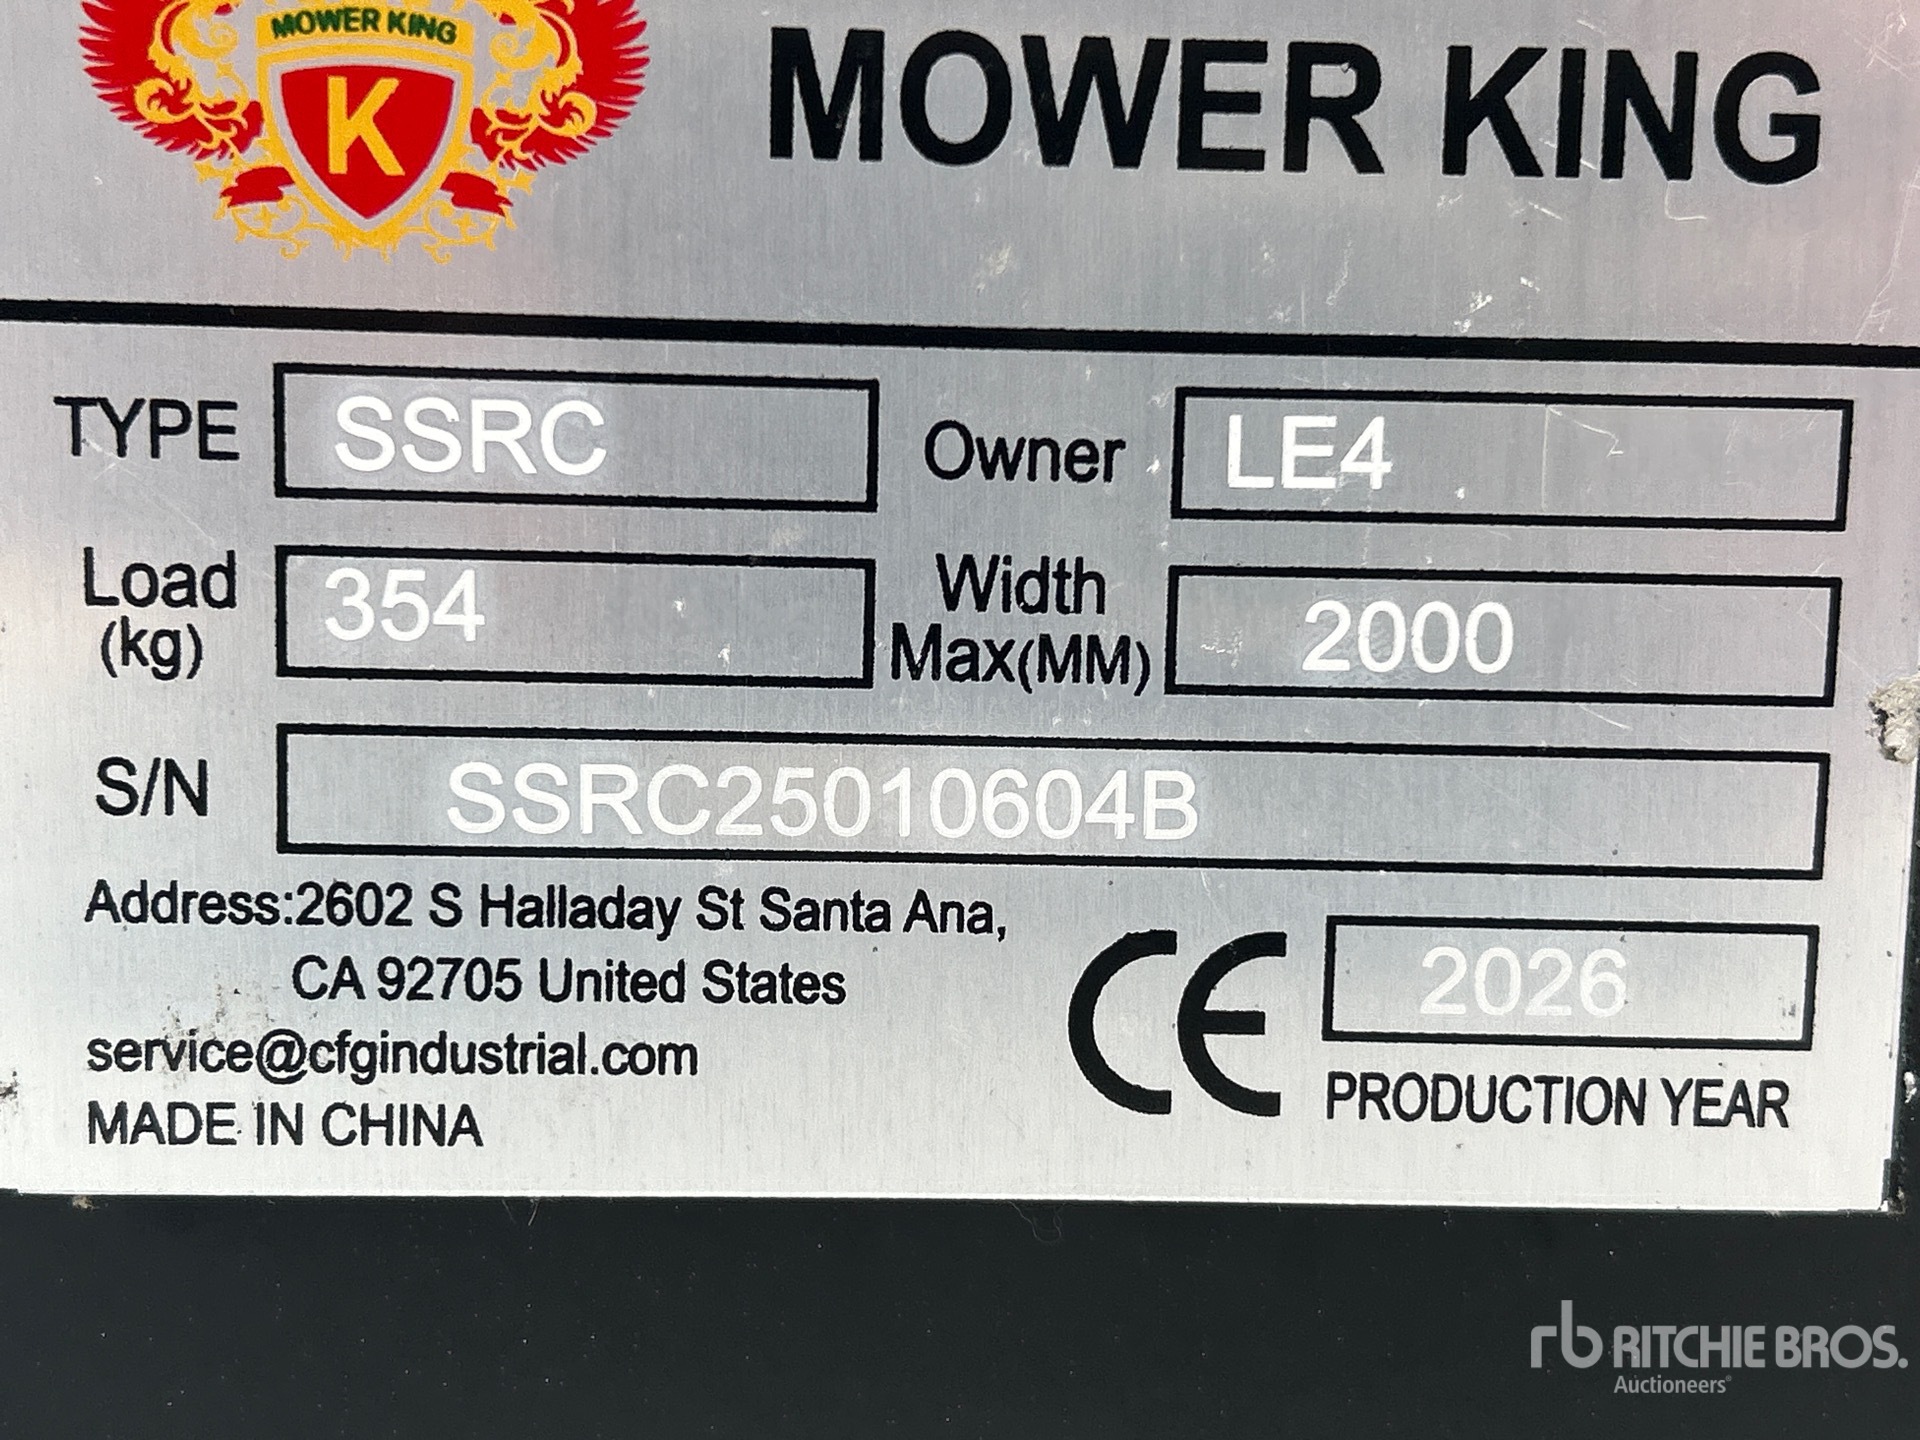 MOWER KING
K
MOWER KING
TYPE SSRC Owner LE4
Load (kg) 354 Width Max(MM) 2000
S/N SSRC25010604B
Address:2602 S Halladay St Santa Ana,
CA 92705 United States
service@cfgindustrial.com
MADE IN CHINA
CE
2026
PRODUCTION YEAR
rb RITCHIE BROS.
Auctioneers